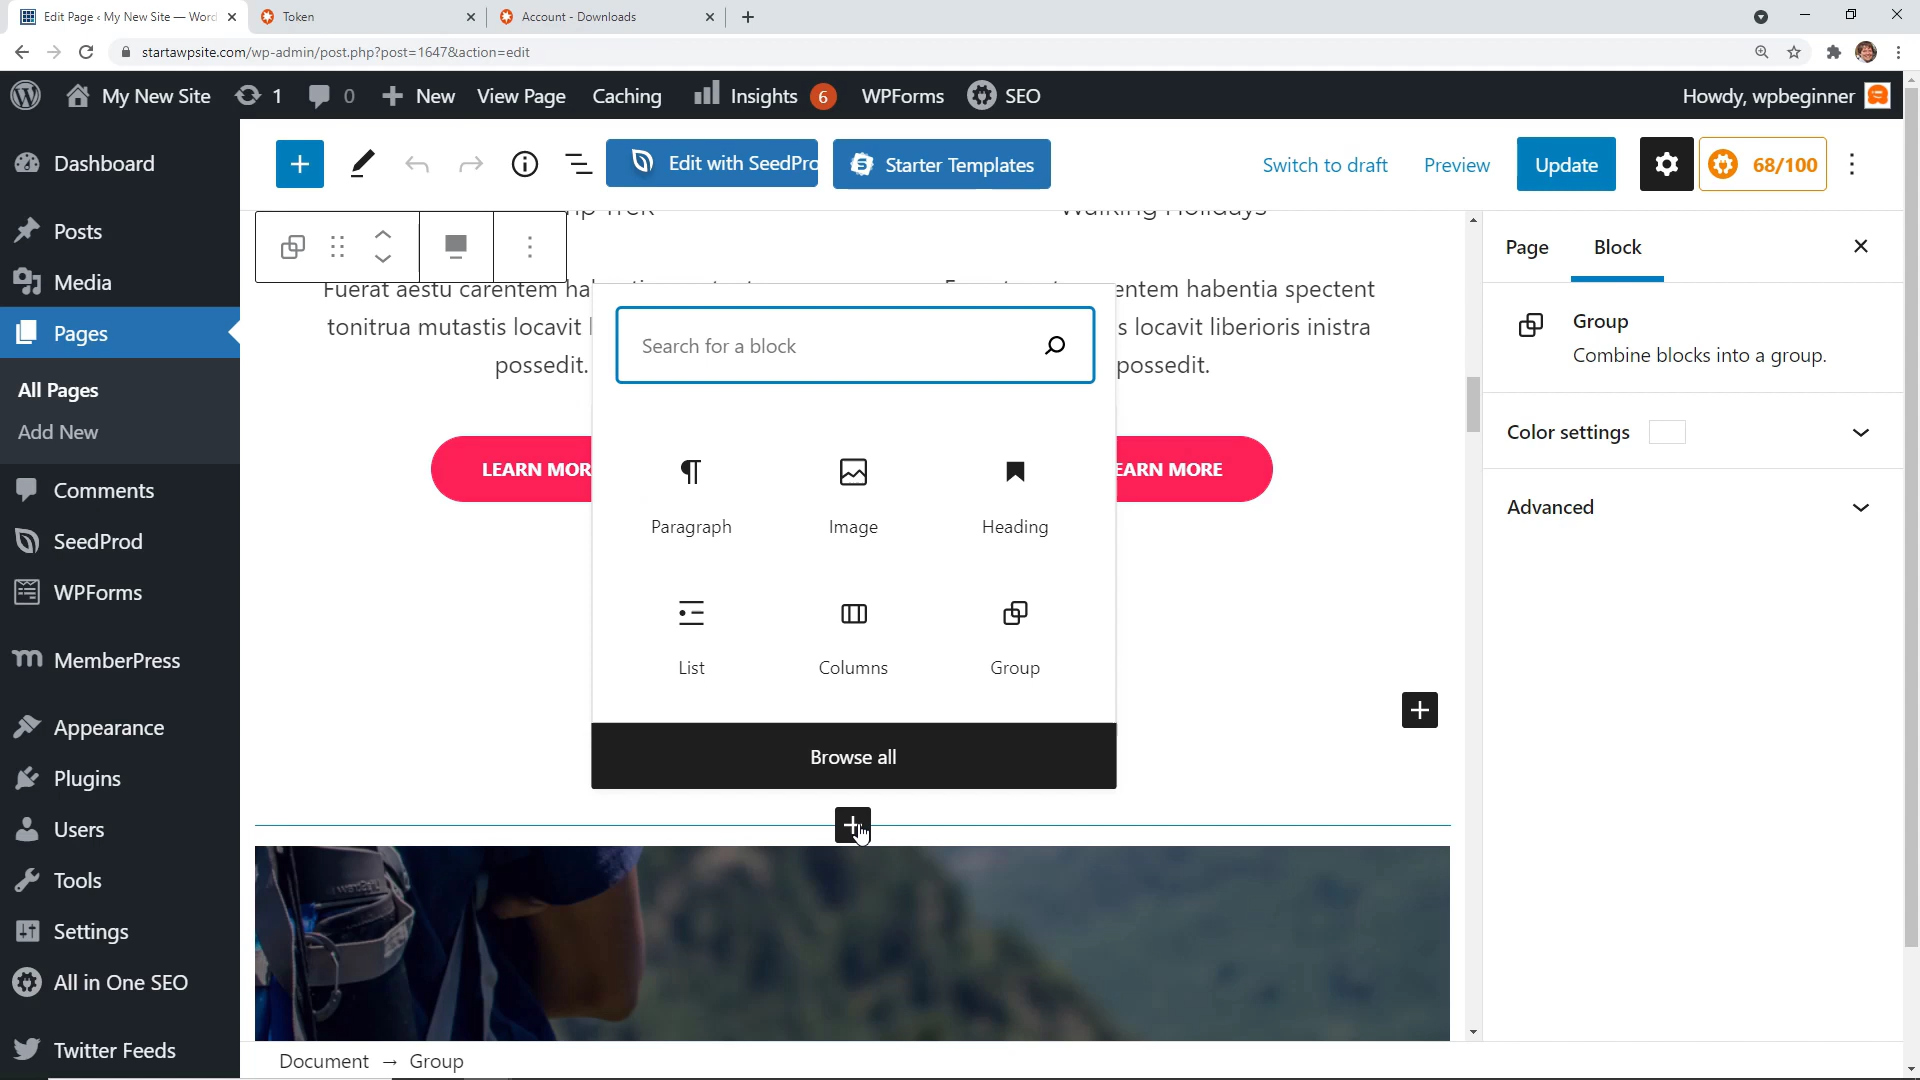 Edit Page ‹ My New Site — Word
Token
Account - Downloads
startawpsite.com/wp-admin/post.php?post=1647&action=edit
My New Site
1
0
New
View Page
Caching
Insights 6
WPForms
SEO
Howdy, wpbeginner
Dashboard
Posts
Media
Pages
All Pages
Add New
Comments
SeedProd
WPForms
MemberPress
Appearance
Plugins
Users
Tools
Settings
All in One SEO
Twitter Feeds
Edit with SeedPro
Starter Templates
Switch to draft
Preview
Update
68/100
Walking Holidays
Fuerat aestu carentem ha
tonitrua mutastis locavit l
possedit.
LEARN MOR
entem habentia spectent
s locavit liberioris inistra
possedit.
EARN MORE
Search for a block
Paragraph
Image
Heading
List
Columns
Group
Browse all
Page
Block
Group
Combine blocks into a group.
Color settings
Advanced
Document → Group